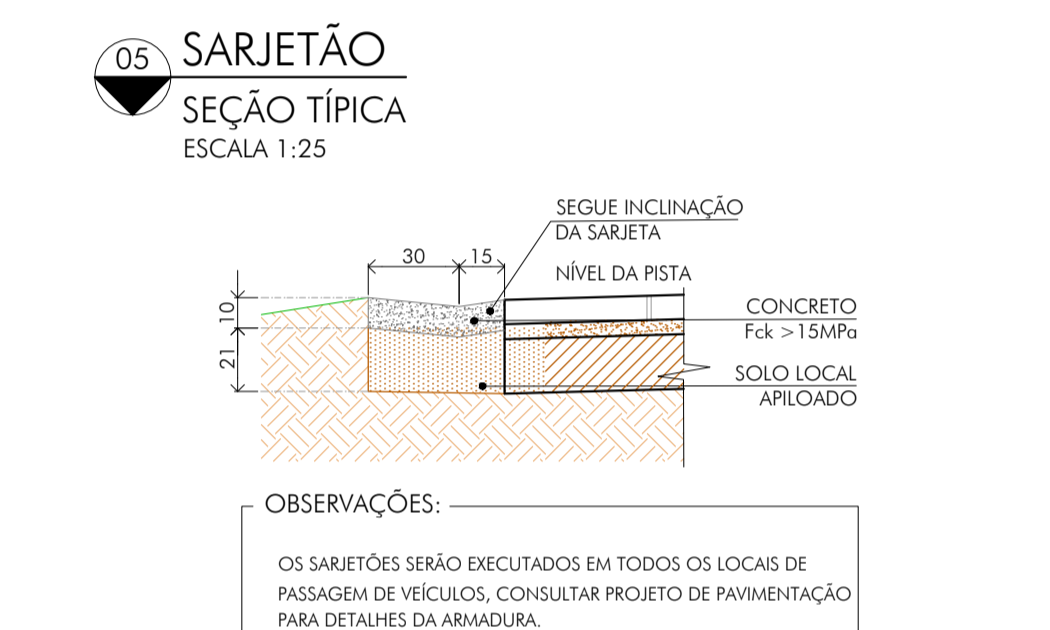 05
SARJETÃO
SEÇÃO TÍPICA
ESCALA 1:25
SEGUE INCLINAÇÃO
DA SARJETA
30
15
NÍVEL DA PISTA
10
CONCRETO
Fck >15MPa
21
SOLO LOCAL
APILOADO
OBSERVAÇÕES:
OS SARJETÕES SERÃO EXECUTADOS EM TODOS OS LOCAIS DE
PASSAGEM DE VEÍCULOS, CONSULTAR PROJETO DE PAVIMENTAÇÃO
PARA DETALHES DA ARMADURA.